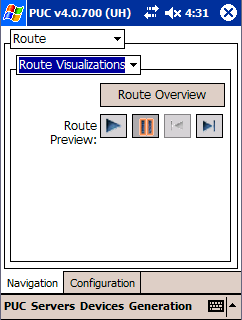 PUC v4.0.700 (UH) 4:31
Route
Route Visualizations
Route Overview
Route
Preview:
Navigation Configuration
PUC Servers Devices Generation